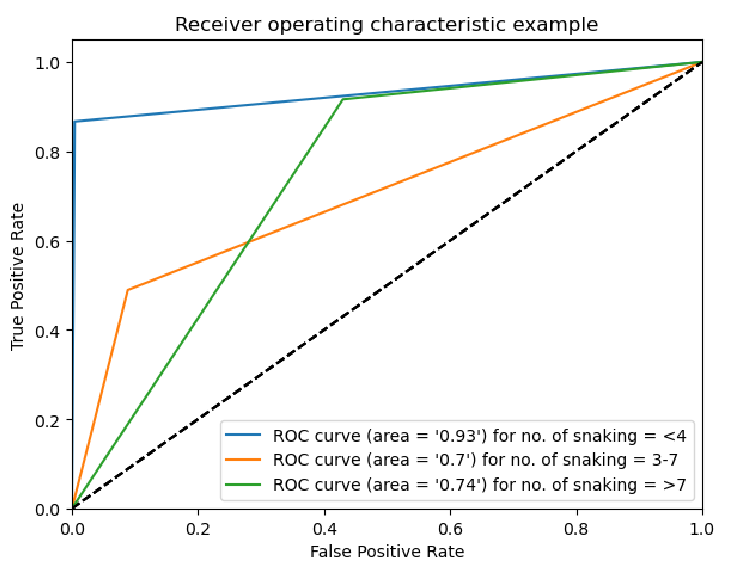 Receiver operating characteristic example
1.0
0.8
0.6
0.4
0.2
0.0
True Positive Rate
ROC curve (area = '0.93') for no. of snaking = <4
ROC curve (area = '0.7') for no. of snaking = 3-7
ROC curve (area = '0.74') for no. of snaking = >7
0.0 0.2 0.4 0.6 0.8 1.0
False Positive Rate